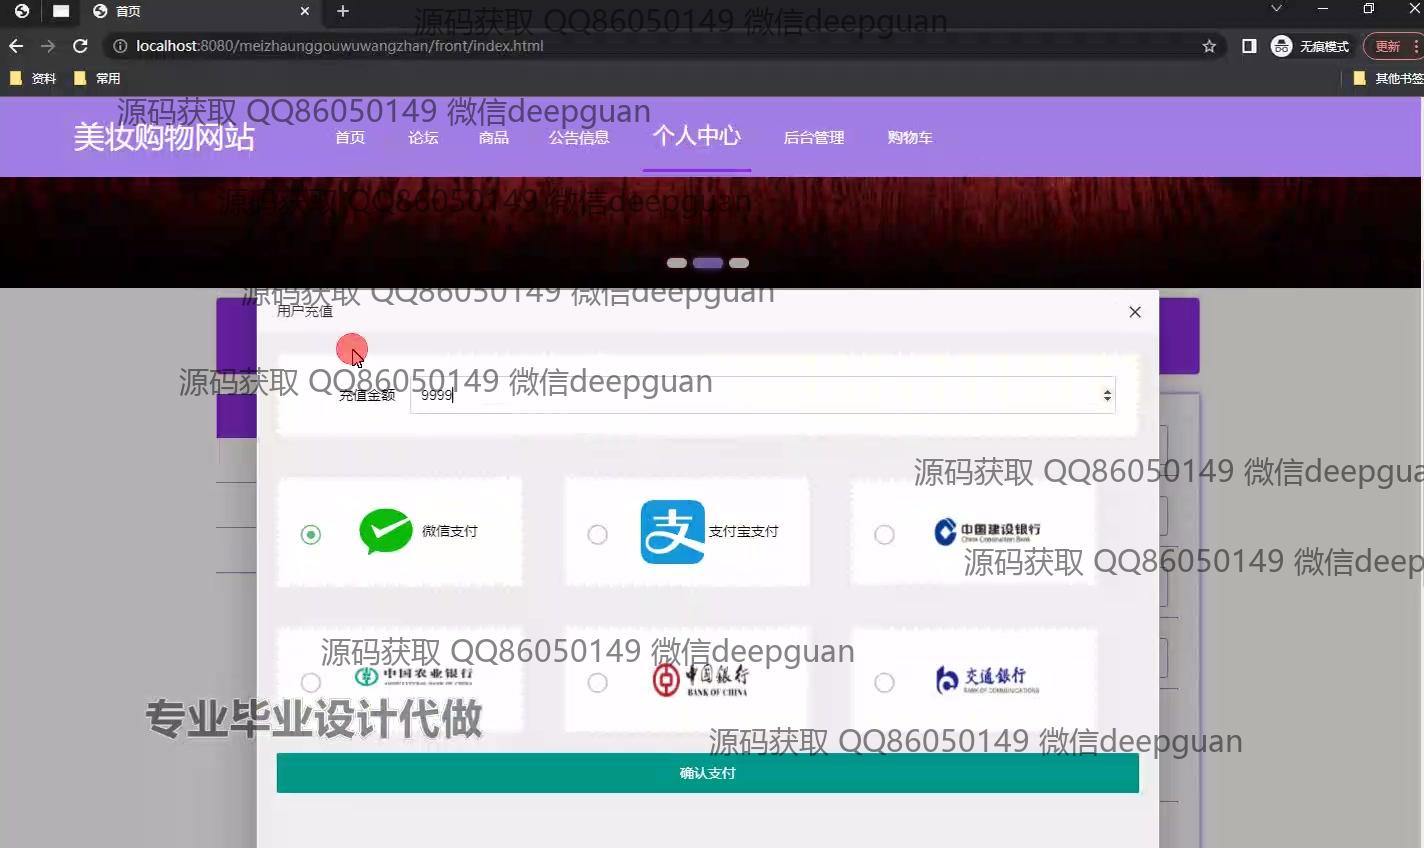 首页
源码获取 QQ86050149 微信deepguan
localhost:8080/meizhaunggouwuwangzhan/front/index.html
无痕模式
更新
资料
常用
其他书签
源码获取 QQ86050149 微信deepguan
美妆购物网站
首页
论坛
商品
公告信息
个人中心
后台管理
购物车
源码获取 QQ86050149 微信deepguan
源码获取 QQ86050149 微信deepguan
用户充值
源码获取 QQ86050149 微信deepguan
充值金额
9999
源码获取 QQ86050149 微信deepgua
微信支付
支付宝支付
中国建设银行
China Construction Bank
源码获取 QQ86050149 微信deep
源码获取 QQ86050149 微信deepguan
中国农业银行
AGRICULTURAL BANK OF CHINA
中国银行
BANK OF CHINA
交通银行
BANK OF COMMUNICATIONS
专业毕业设计代做
源码获取 QQ86050149 微信deepguan
确认支付